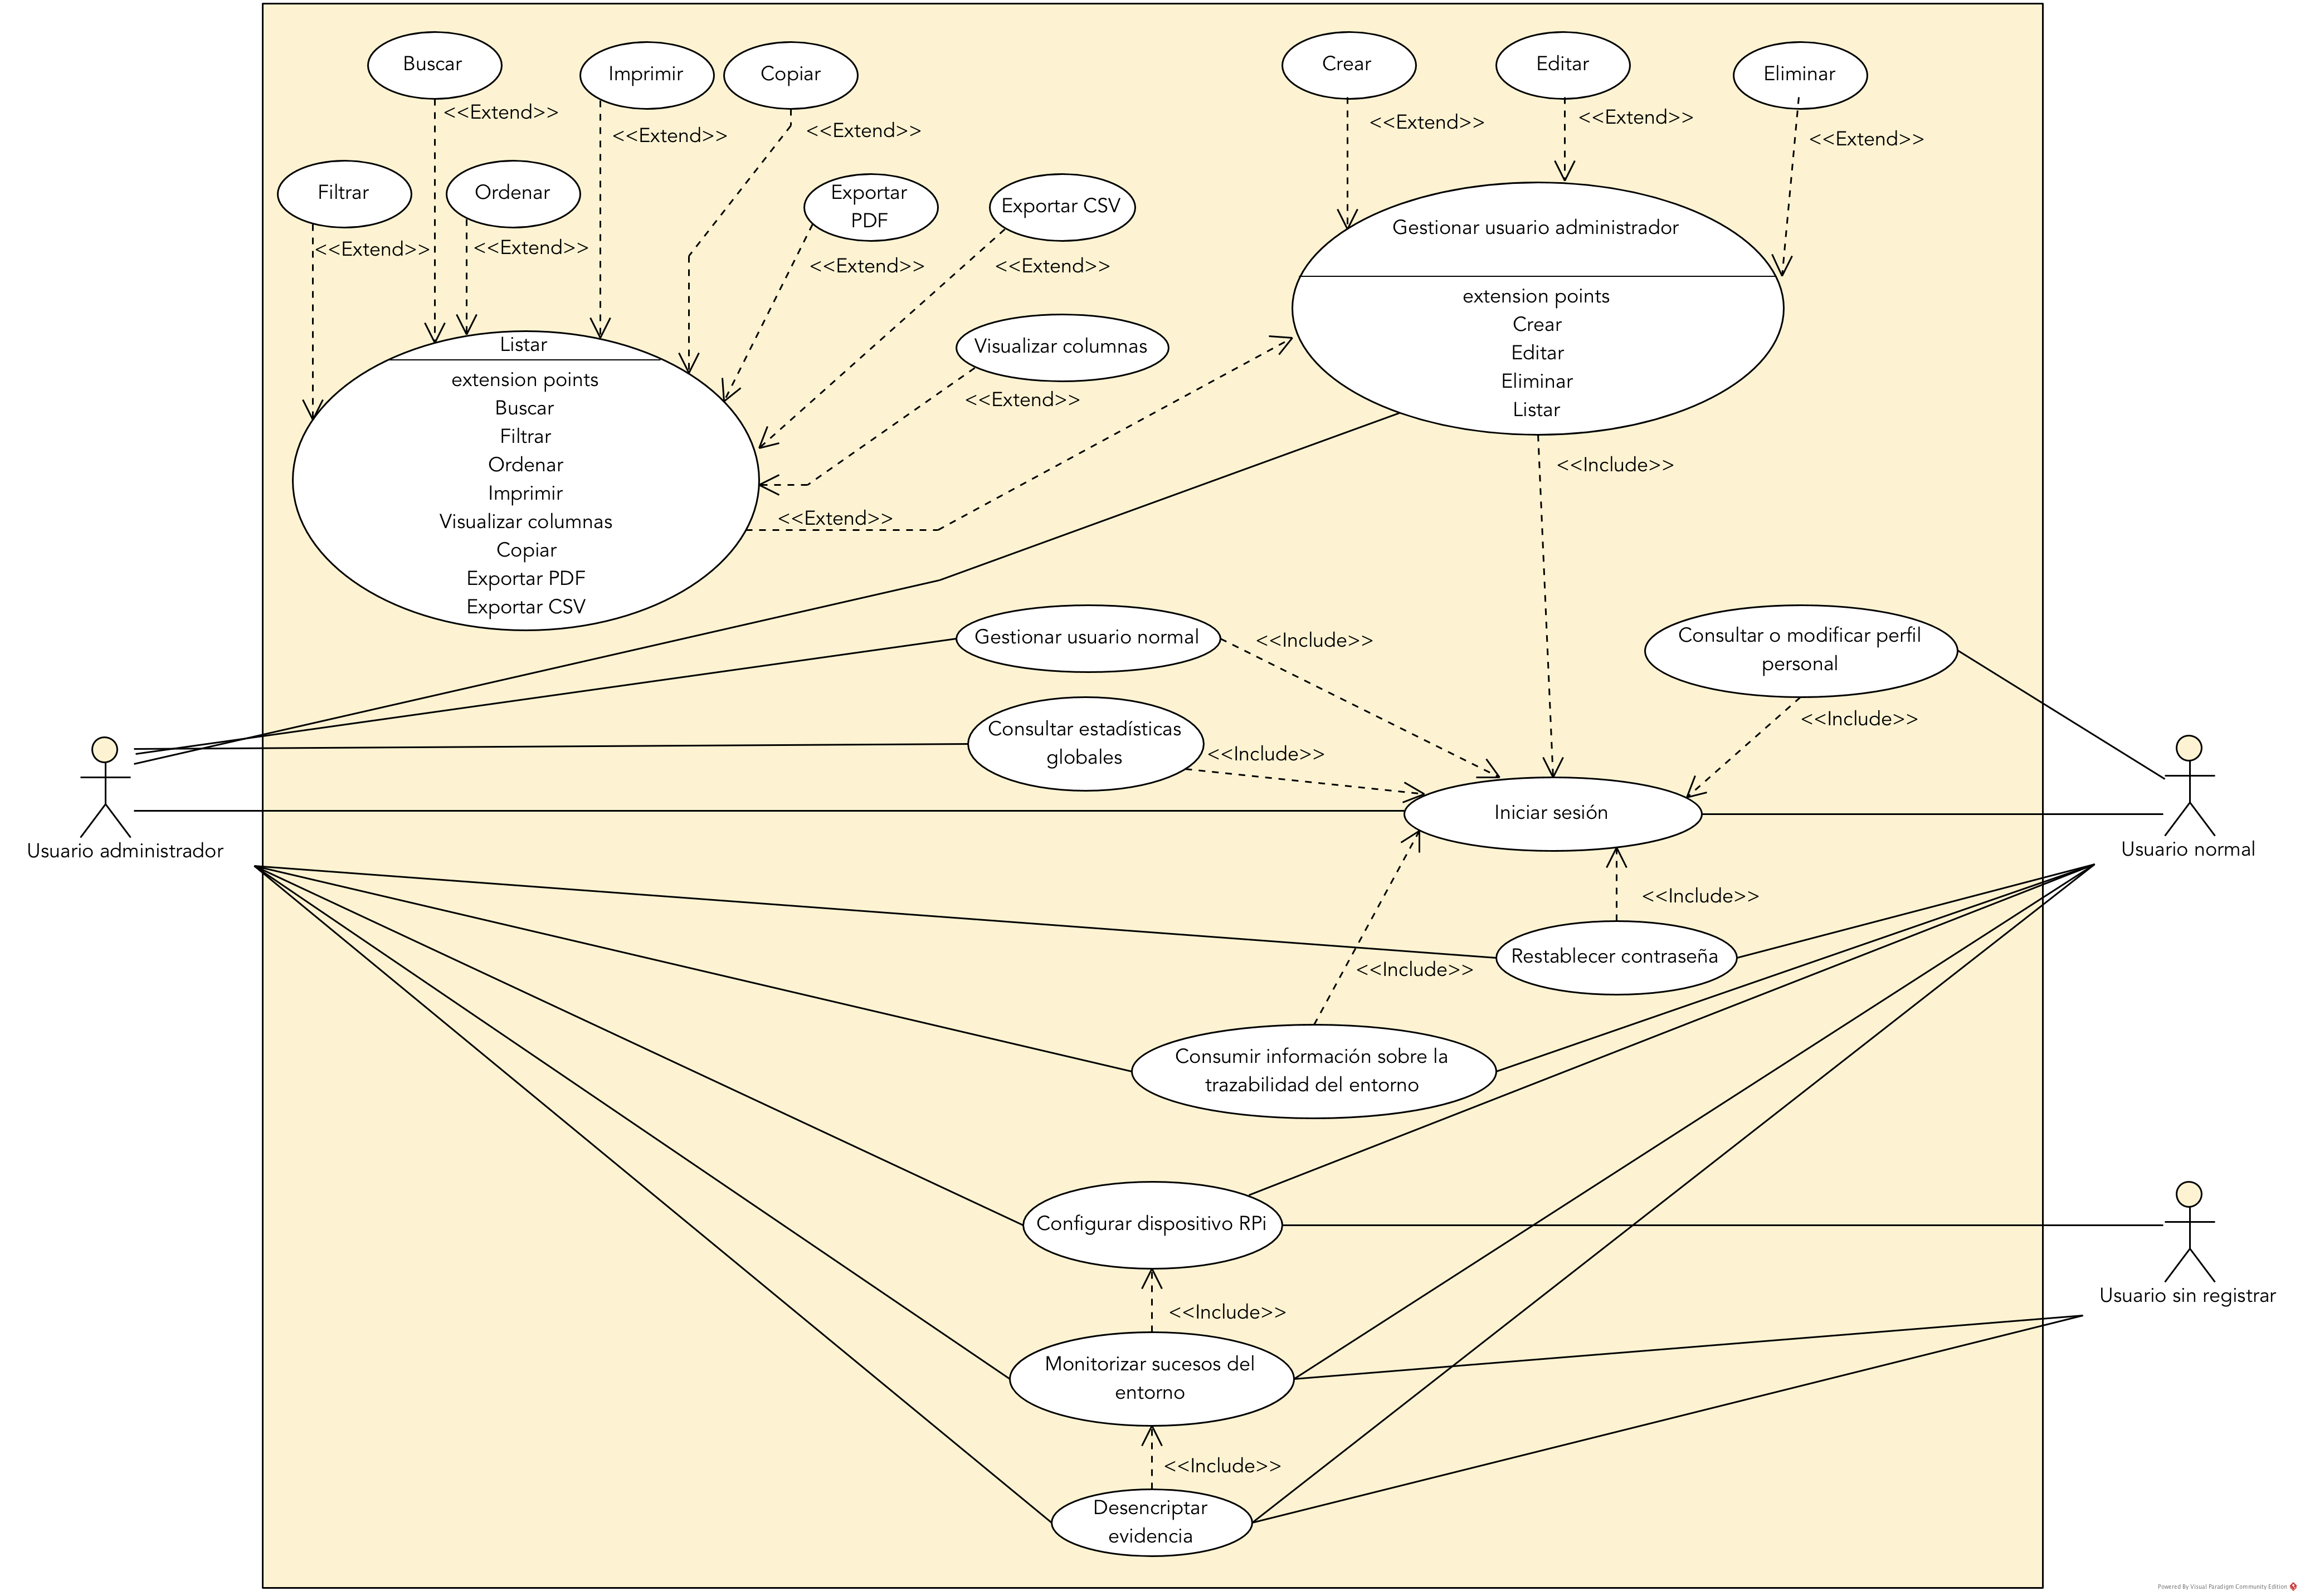 Buscar
Imprimir
Copiar
Crear
Editar
Eliminar
<<Extend>>
<<Extend>>
<<Extend>>
<<Extend>>
<<Extend>>
<<Extend>>
Filtrar
Ordenar
Exportar
PDF
Exportar CSV
<<Extend>>
<<Extend>>
<<Extend>>
<<Extend>>
Gestionar usuario administrador
extension points
Crear
Editar
Eliminar
Listar
Visualizar columnas
<<Extend>>
Listar
extension points
Buscar
Filtrar
Ordenar
Imprimir
Visualizar columnas
Copiar
Exportar PDF
Exportar CSV
<<Extend>>
<<Include>>
Gestionar usuario normal
<<Include>>
Consultar o modificar perfil
personal
<<Include>>
Consultar estadísticas
globales
<<Include>>
Iniciar sesión
Usuario administrador
Usuario normal
<<Include>>
Restablecer contraseña
<<Include>>
Consumir información sobre la
trazabilidad del entorno
Configurar dispositivo RPi
Usuario sin registrar
<<Include>>
Monitorizar sucesos del
entorno
<<Include>>
Desencriptar
evidencia
Powered By Visual Paradigm Community Edition